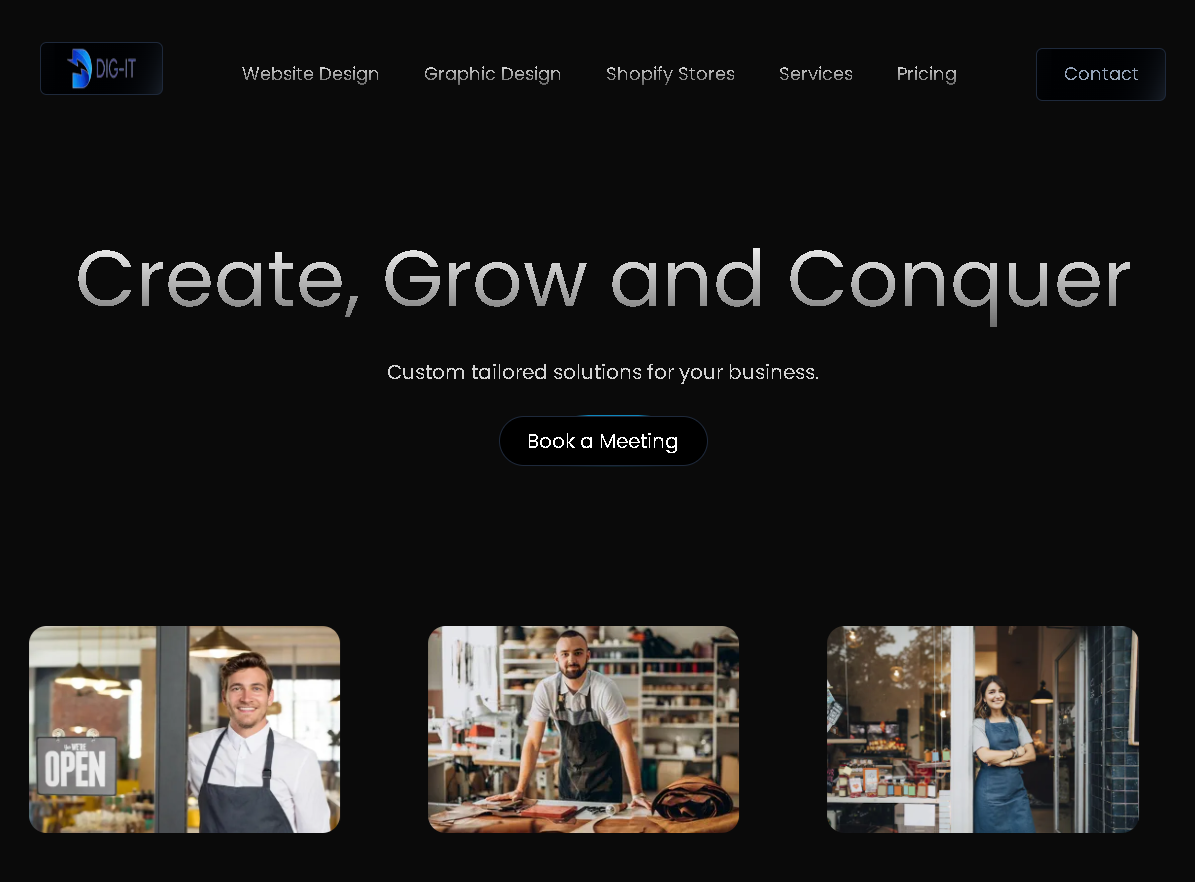 DIG-IT
Website Design
Graphic Design
Shopify Stores
Services
Pricing
Contact
Create, Grow and Conquer
Custom tailored solutions for your business.
Book a Meeting
WE'RE
OPEN